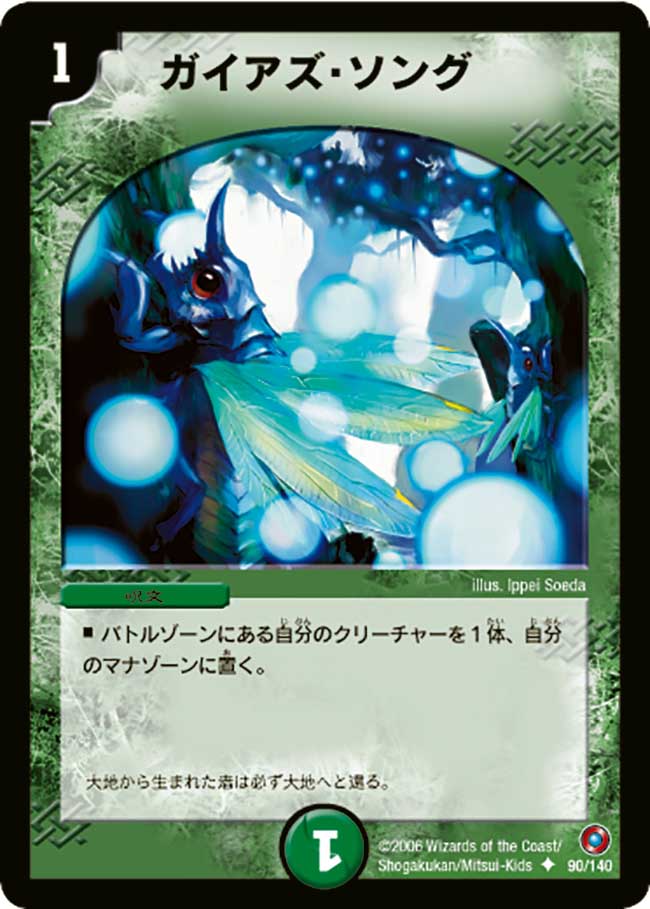 1
ガイアズ・ソング
illus. Ippei Soeda
呪文
■ バトルゾーンにある自分のクリーチャーを1体、自分
のマナゾーンに置く。
大地から生まれた者は必ず大地へと還る。
1
©2006 Wizards of the Coast/
Shogakukan/Mitsui-Kids ✦ 90/140